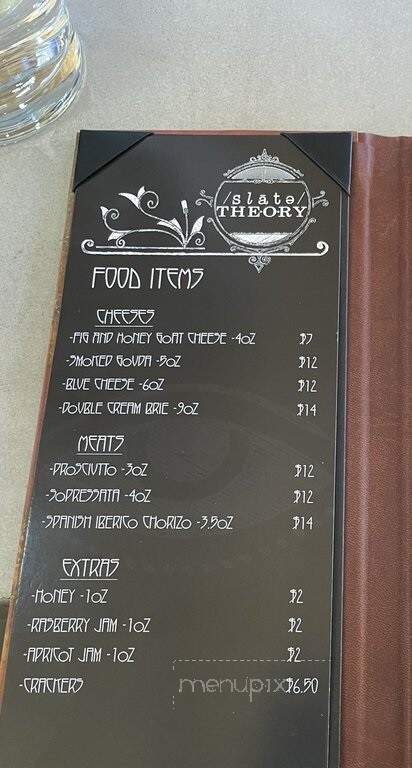 /slātə/
THEORY
FOOD ITEMS
CHEESES
-FIG AND HONEY GOAT CHEESE -4OZ $7
-SMOKED GOUDA -5OZ $12
-BLUE CHEESE -6OZ $12
-DOUBLE CREAM BRIE -9OZ $14
MEATS
-PROSCIUTTO -3OZ $12
-SOPRESSATA -4OZ $12
-SPANISH IBERICO CHORIZO -3.5OZ $14
EXTRAS
-HONEY -1OZ $2
-RASBERRY JAM -1OZ $2
-APRICOT JAM -1OZ $2
-CRACKERS $6.50
menupix